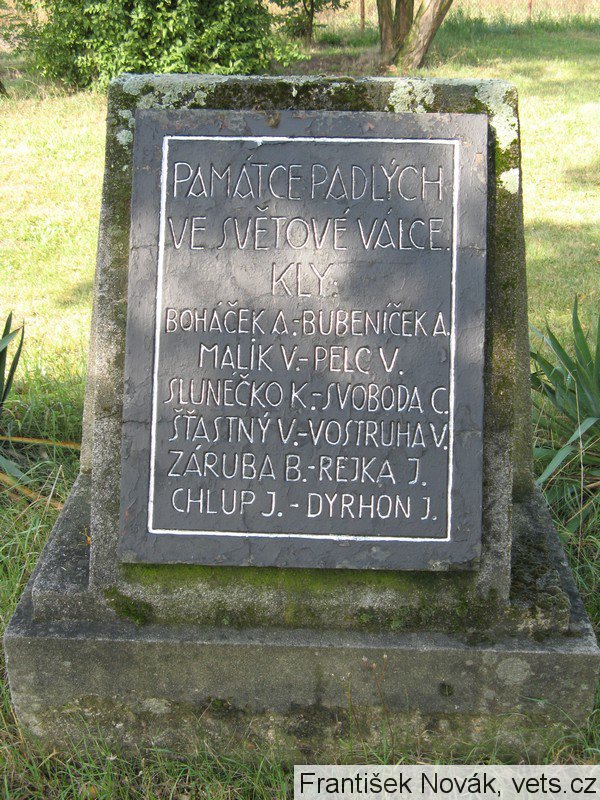 PAMÁTCE PADLÝCH
VE SVĚTOVÉ VÁLCE.
KLY:
BOHÁČEK A.-BUBENÍČEK A.
MALÍK V.-PELC V.
SLUNEČKO K.-SVOBODA C.
ŠŤASTNÝ V.-VOSTRUHA V.
ZÁRUBA B.-REJKA J.
CHLUP J.-DYRHON J.
František Novák, vets.cz